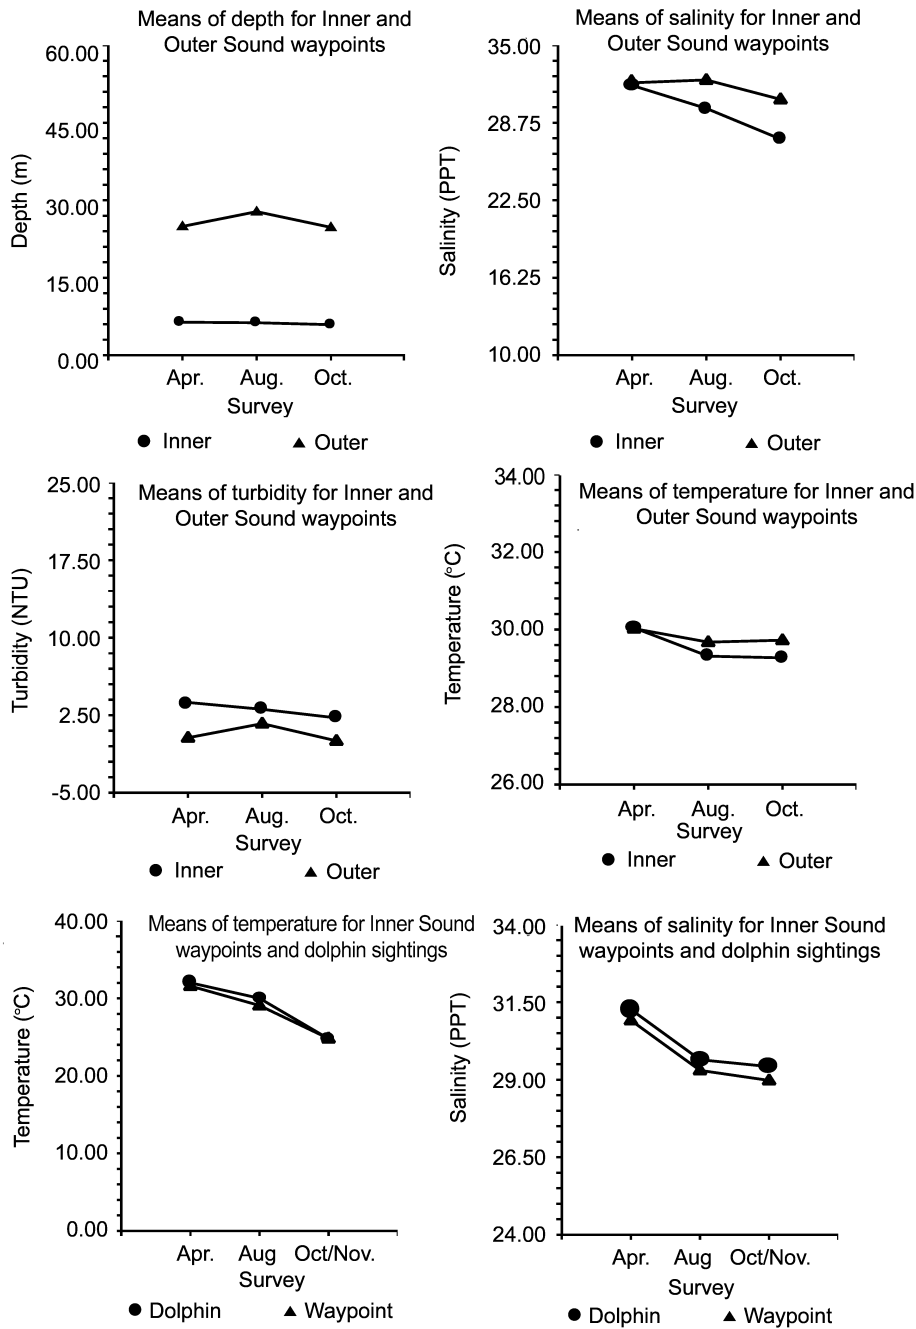 Means of depth for Inner and
Outer Sound waypoints
60.00
45.00
30.00
15.00
0.00
Depth (m)
Apr. Aug. Oct.
Survey
Inner Outer
Means of salinity for Inner and
Outer Sound waypoints
35.00
28.75
22.50
16.25
10.00
Salinity (PPT)
Apr. Aug. Oct.
Survey
Inner Outer
Means of turbidity for Inner and
Outer Sound waypoints
25.00
17.50
10.00
2.50
-5.00
Turbidity (NTU)
Apr. Aug. Oct.
Survey
Inner Outer
Means of temperature for Inner and
Outer Sound waypoints
34.00
32.00
30.00
28.00
26.00
Temperature (°C)
Apr. Aug. Oct.
Survey
Inner Outer
Means of temperature for Inner Sound
waypoints and dolphin sightings
40.00
30.00
20.00
10.00
0.00
Temperature (°C)
Apr. Aug Oct/Nov.
Survey
Dolphin Waypoint
Means of salinity for Inner Sound
waypoints and dolphin sightings
34.00
31.50
29.00
26.50
24.00
Salinity (PPT)
Apr. Aug Oct/Nov.
Survey
Dolphin Waypoint